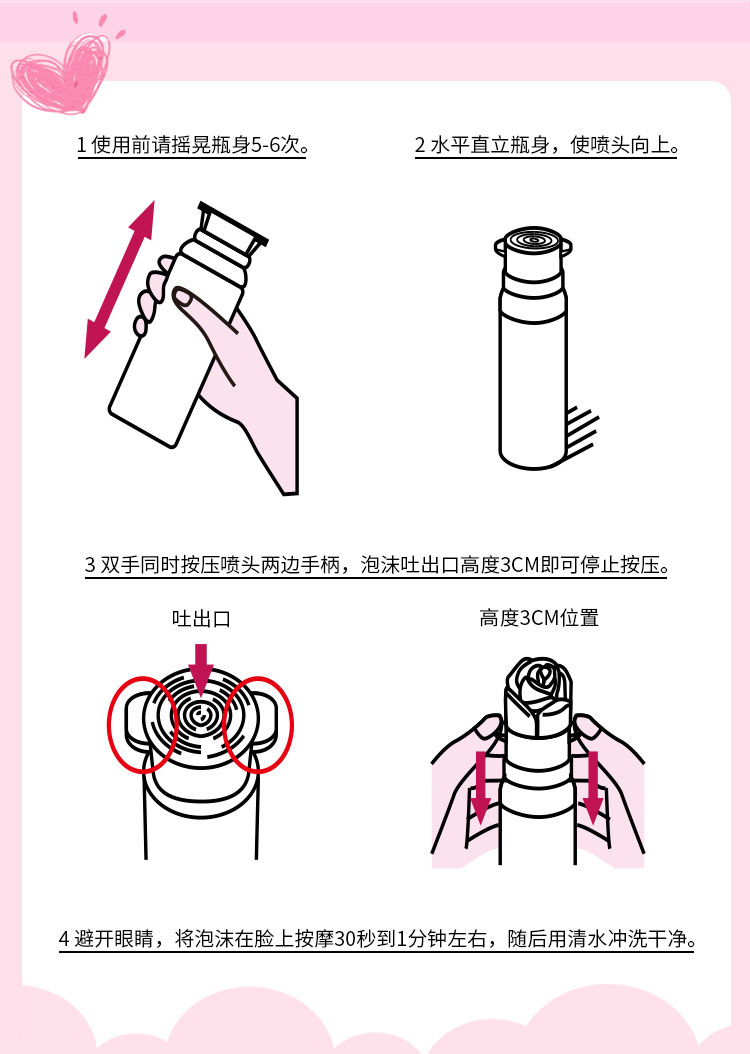 1 使用前请摇晃瓶身5-6次。
2 水平直立瓶身，使喷头向上。
3 双手同时按压喷头两边手柄，泡沫吐出口高度3CM即可停止按压。
吐出口
高度3CM位置
4 避开眼睛，将泡沫在脸上按摩30秒到1分钟左右，随后用清水冲洗干净。